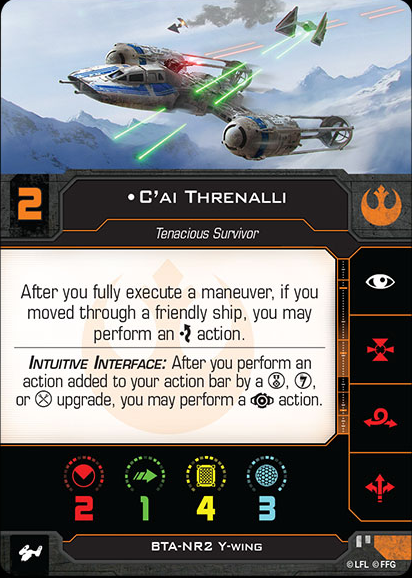 2
• C'ai Threnalli
Tenacious Survivor
After you fully execute a maneuver, if you
moved through a friendly ship, you may
perform an action.
Intuitive Interface: After you perform an
action added to your action bar by a ,
or upgrade, you may perform a action.
2 1 4 3
BTA-NR2 Y-wing
© LFL © FFG